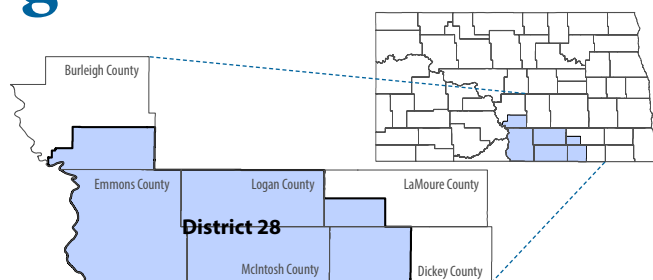 g
Burleigh County
Emmons County
Logan County
LaMoure County
District 28
McIntosh County
Dickey County